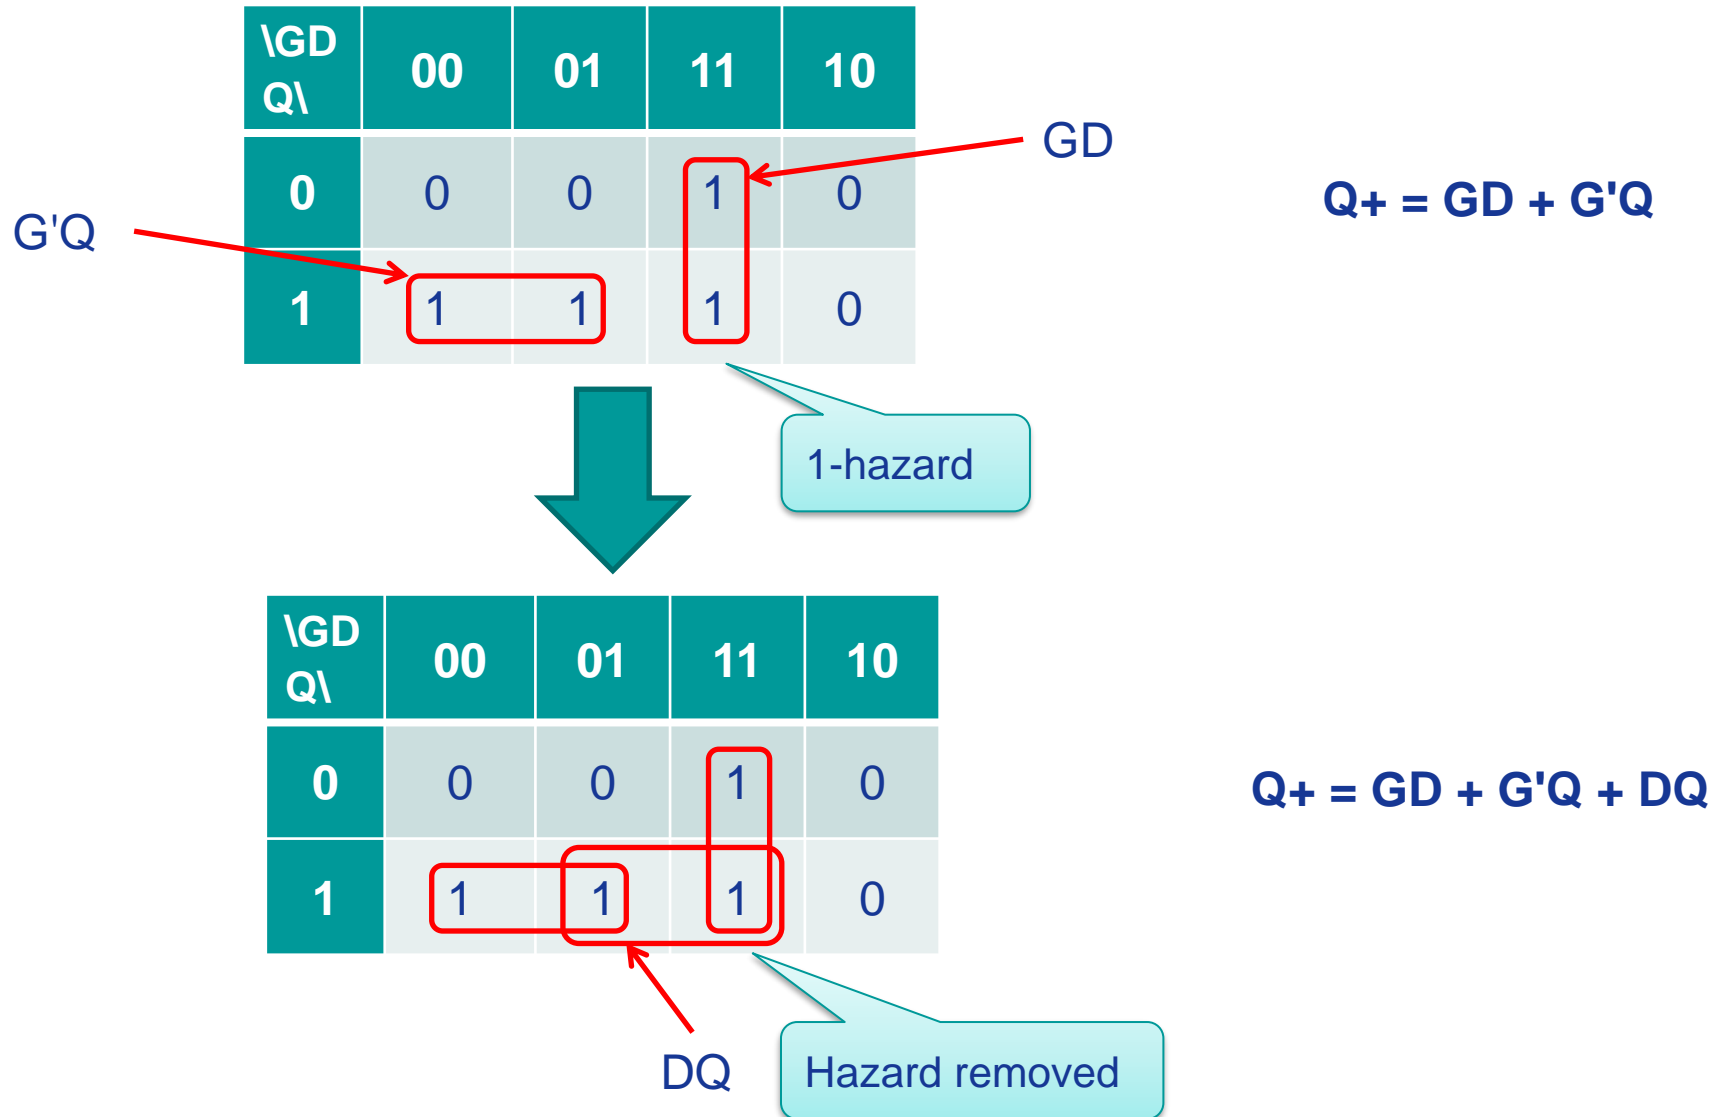 \GD
Q\ 00 01 11 10
GD
0 0 0 1 0
Q+ = GD + G'Q
G'Q
1 1 1 1 0
1-hazard
\GD
Q\ 00 01 11 10
0 0 0 1 0
Q+ = GD + G'Q + DQ
1 1 1 1 0
DQ
Hazard removed